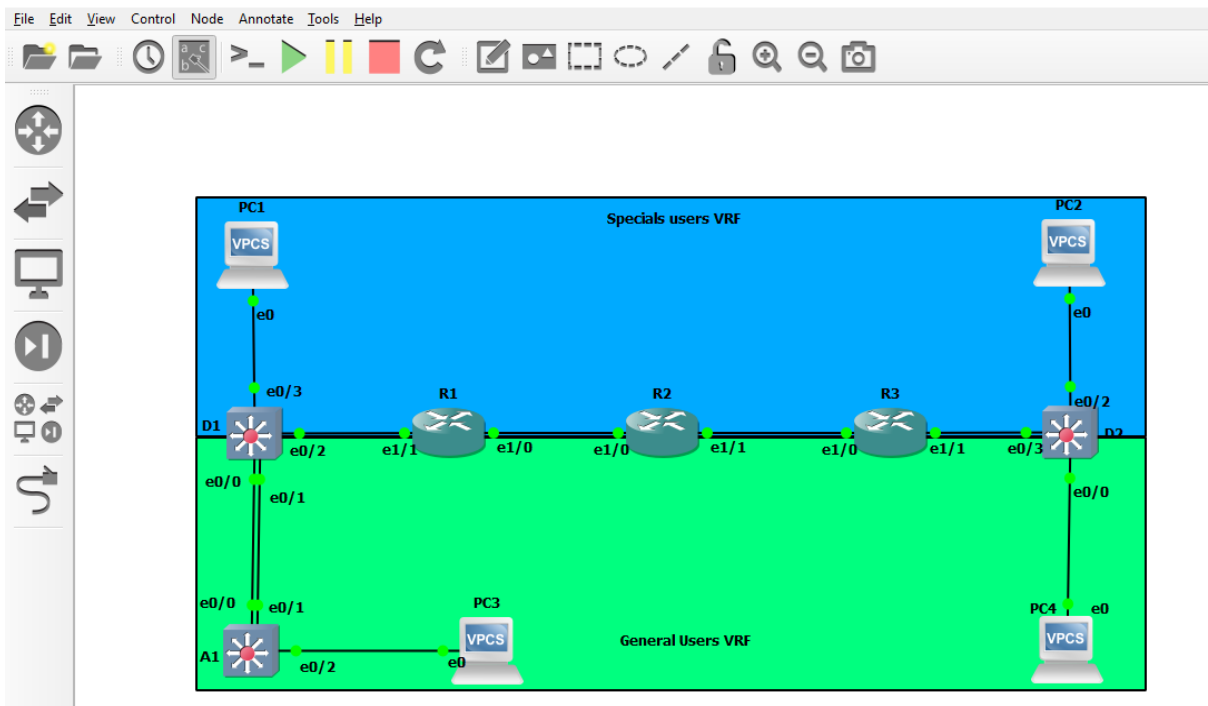 File Edit View Control Node Annotate Tools Help
a c
b
PC1
Specials users VRF
PC2
VPCS
VPCS
e0
e0
e0/3
R1
R2
R3
e0/2
D1
D2
e0/2
e1/1
e1/0
e1/0
e1/1
e1/0
e1/1
e0/3
e0/0
e0/1
e0/0
e0/0
e0/1
PC3
PC4
e0
VPCS
VPCS
General Users VRF
A1
e0/2
e0